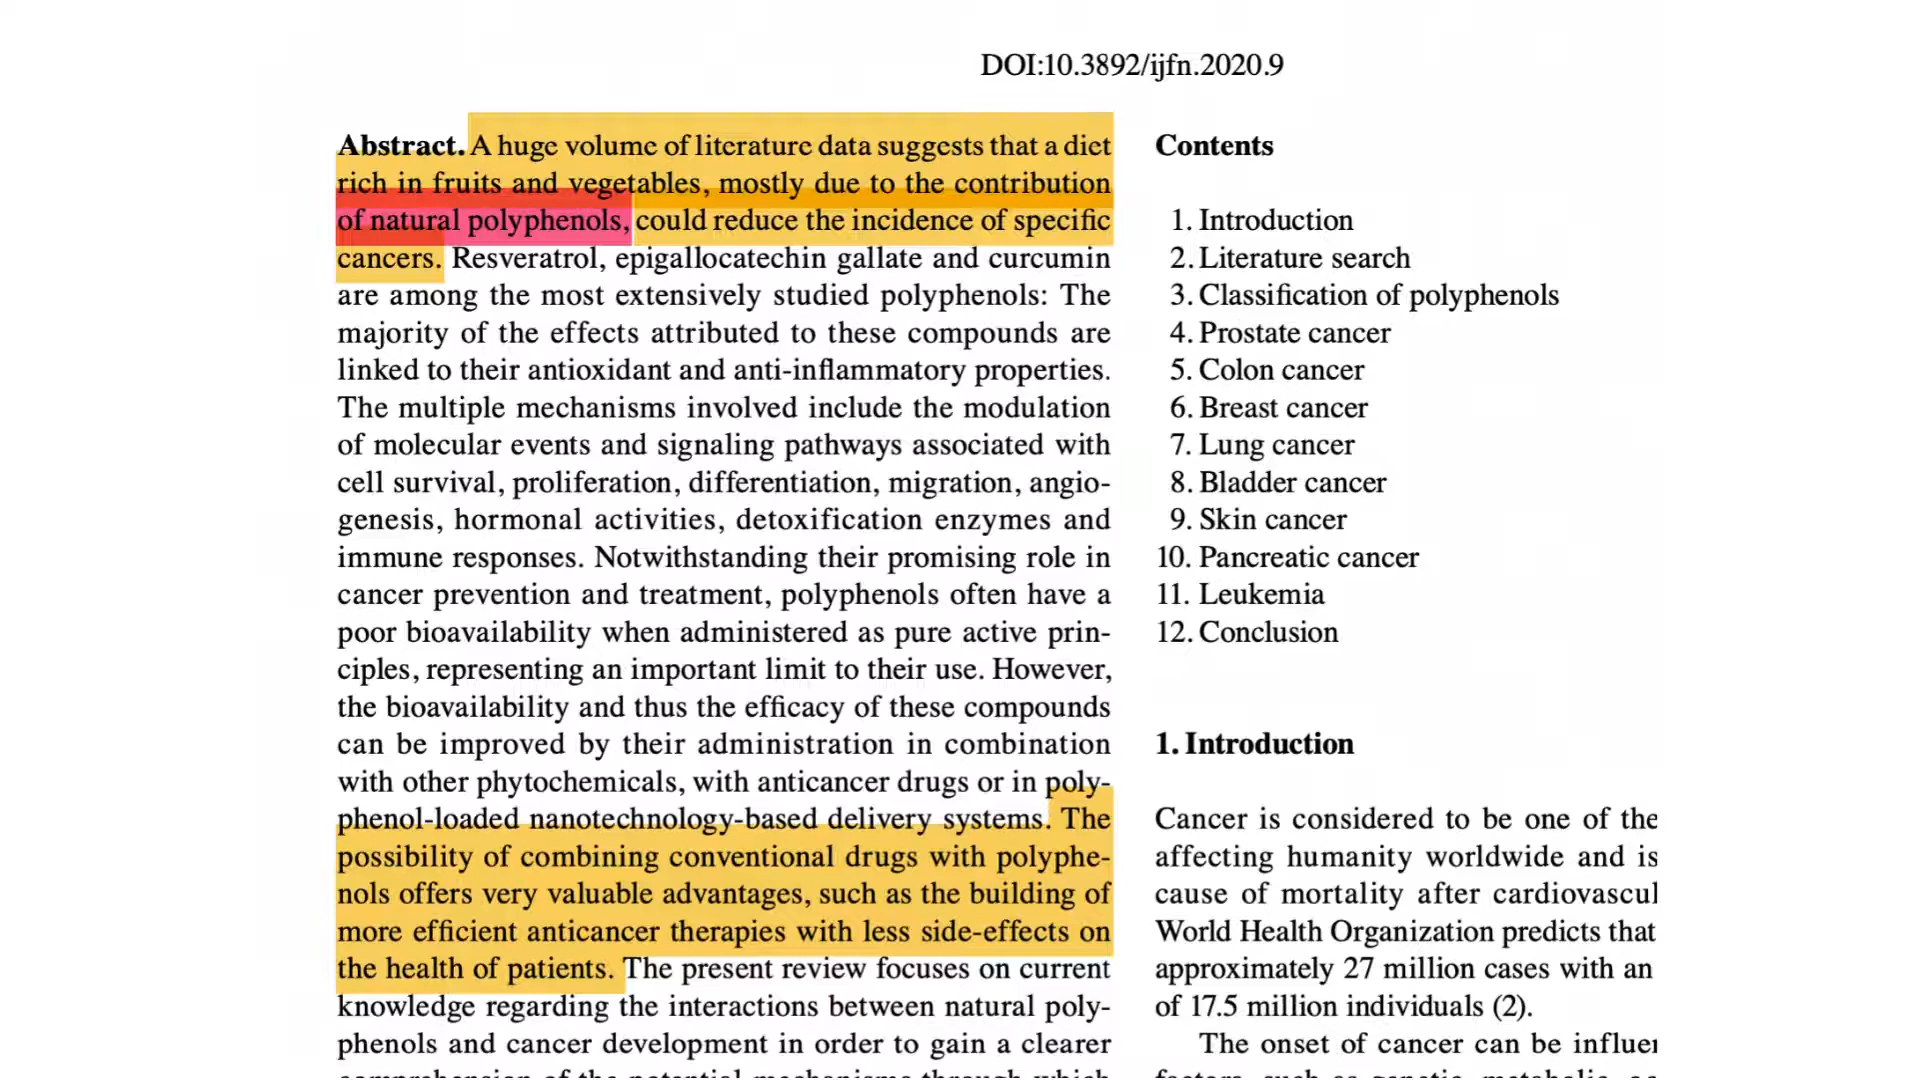 DOI:10.3892/ijfn.2020.9
Abstract. A huge volume of literature data suggests that a diet
rich in fruits and vegetables, mostly due to the contribution
of natural polyphenols, could reduce the incidence of specific
cancers. Resveratrol, epigallocatechin gallate and curcumin
are among the most extensively studied polyphenols: The
majority of the effects attributed to these compounds are
linked to their antioxidant and anti-inflammatory properties.
The multiple mechanisms involved include the modulation
of molecular events and signaling pathways associated with
cell survival, proliferation, differentiation, migration, angio-
genesis, hormonal activities, detoxification enzymes and
immune responses. Notwithstanding their promising role in
cancer prevention and treatment, polyphenols often have a
poor bioavailability when administered as pure active prin-
ciples, representing an important limit to their use. However,
the bioavailability and thus the efficacy of these compounds
can be improved by their administration in combination
with other phytochemicals, with anticancer drugs or in poly-
phenol-loaded nanotechnology-based delivery systems. The
possibility of combining conventional drugs with polyphe-
nols offers very valuable advantages, such as the building of
more efficient anticancer therapies with less side-effects on
the health of patients. The present review focuses on current
knowledge regarding the interactions between natural poly-
phenols and cancer development in order to gain a clearer
comprehension of the potential mechanisms through which
Contents
1. Introduction
2. Literature search
3. Classification of polyphenols
4. Prostate cancer
5. Colon cancer
6. Breast cancer
7. Lung cancer
8. Bladder cancer
9. Skin cancer
10. Pancreatic cancer
11. Leukemia
12. Conclusion
1. Introduction
Cancer is considered to be one of the
affecting humanity worldwide and is
cause of mortality after cardiovascul
World Health Organization predicts that
approximately 27 million cases with an
of 17.5 million individuals (2).
The onset of cancer can be influen
factors, such as genetic, metabolic,